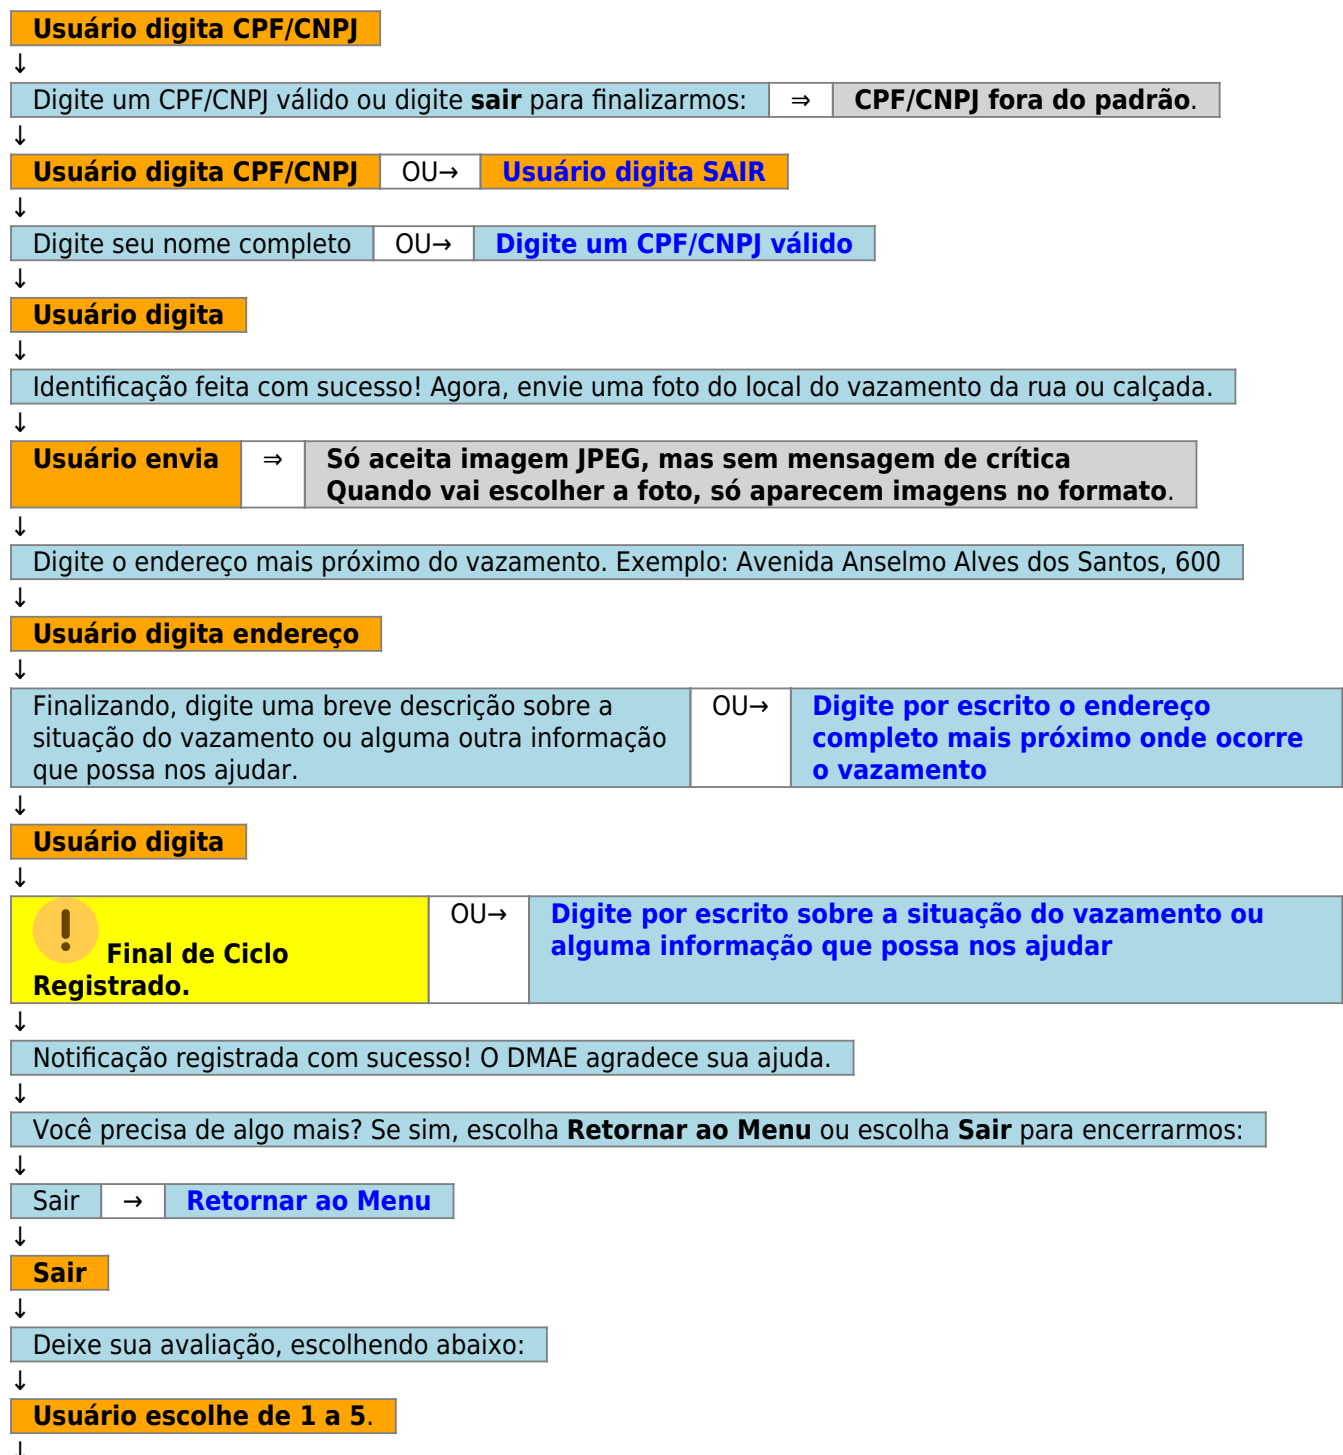 Usuário digita CPF/CNPJ
↓
Digite um CPF/CNPJ válido ou digite sair para finalizarmos: ⇒ CPF/CNPJ fora do padrão.
↓
Usuário digita CPF/CNPJ OU→ Usuário digita SAIR
↓
Digite seu nome completo OU→ Digite um CPF/CNPJ válido
↓
Usuário digita
↓
Identificação feita com sucesso! Agora, envie uma foto do local do vazamento da rua ou calçada.
↓
Usuário envia ⇒ Só aceita imagem JPEG, mas sem mensagem de crítica
Quando vai escolher a foto, só aparecem imagens no formato.
↓
Digite o endereço mais próximo do vazamento. Exemplo: Avenida Anselmo Alves dos Santos, 600
↓
Usuário digita endereço
↓
Finalizando, digite uma breve descrição sobre a
situação do vazamento ou alguma outra informação
que possa nos ajudar.
OU→
Digite por escrito o endereço
completo mais próximo onde ocorre
o vazamento
↓
Usuário digita
↓
! Final de Ciclo
Registrado.
OU→
Digite por escrito sobre a situação do vazamento ou
alguma informação que possa nos ajudar
↓
Notificação registrada com sucesso! O DMAE agradece sua ajuda.
↓
Você precisa de algo mais? Se sim, escolha Retornar ao Menu ou escolha Sair para encerrarmos:
↓
Sair → Retornar ao Menu
↓
Sair
↓
Deixe sua avaliação, escolhendo abaixo:
↓
Usuário escolhe de 1 a 5.
↓